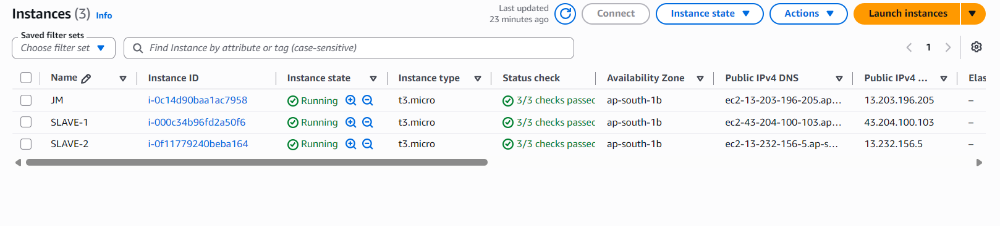 Instances (3) Info
Last updated
23 minutes ago
Connect
Instance state
Actions
Launch instances
Saved filter sets
Choose filter set
Find Instance by attribute or tag (case-sensitive)
1
Name Instance ID Instance state Instance type Status check Availability Zone Public IPv4 DNS Public IPv4 ... Elas
JM i-0c14d90baa1ac7958 Running t3.micro 3/3 checks passed ap-south-1b ec2-13-203-196-205.ap... 13.203.196.205 –
SLAVE-1 i-000c34b96fd2a50f6 Running t3.micro 3/3 checks passed ap-south-1b ec2-43-204-100-103.ap... 43.204.100.103 –
SLAVE-2 i-0f11779240beba164 Running t3.micro 3/3 checks passed ap-south-1b ec2-13-232-156-5.ap-s... 13.232.156.5 –